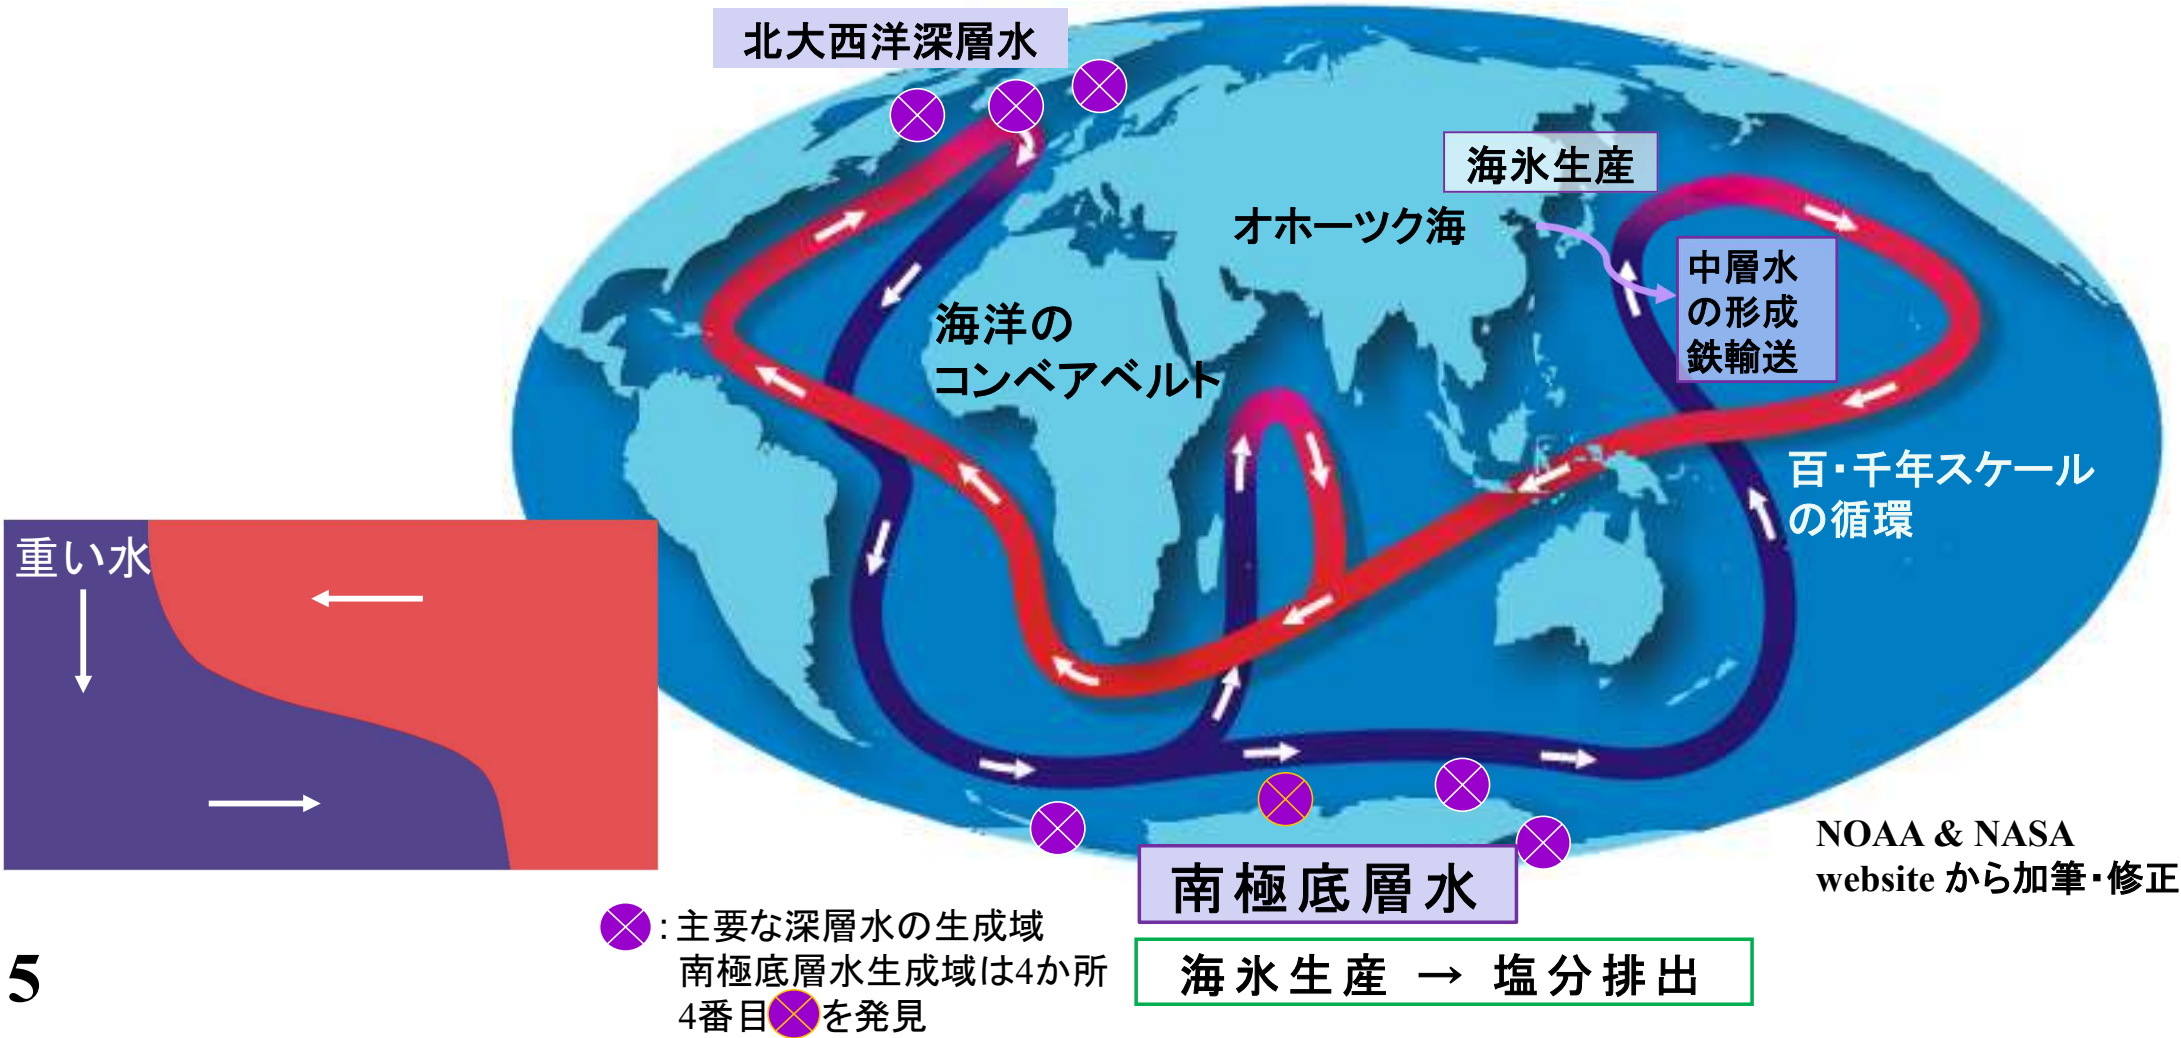 北大西洋深層水
海氷生産
オホーツク海
中層水
の形成
鉄輸送
海洋の
コンベアベルト
百・千年スケール
の循環
重い水
NOAA & NASA
website から加筆・修正
南極底層水
：主要な深層水の生成域
南極底層水生成域は4か所
4番目を発見
海氷生産 → 塩分排出
5